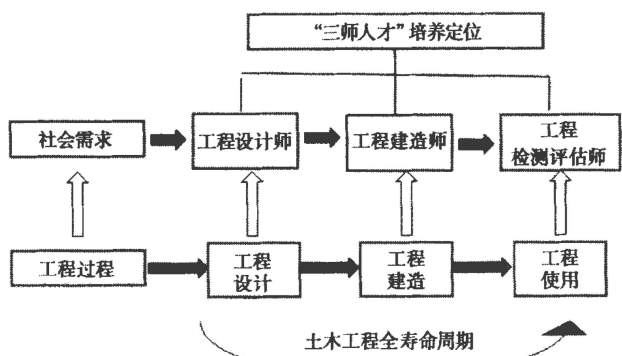 “三师人才”培养定位
社会需求
工程设计师
工程建造师
工程
检测评估师
工程过程
工程
设计
工程
建造
工程
使用
土木工程全寿命周期